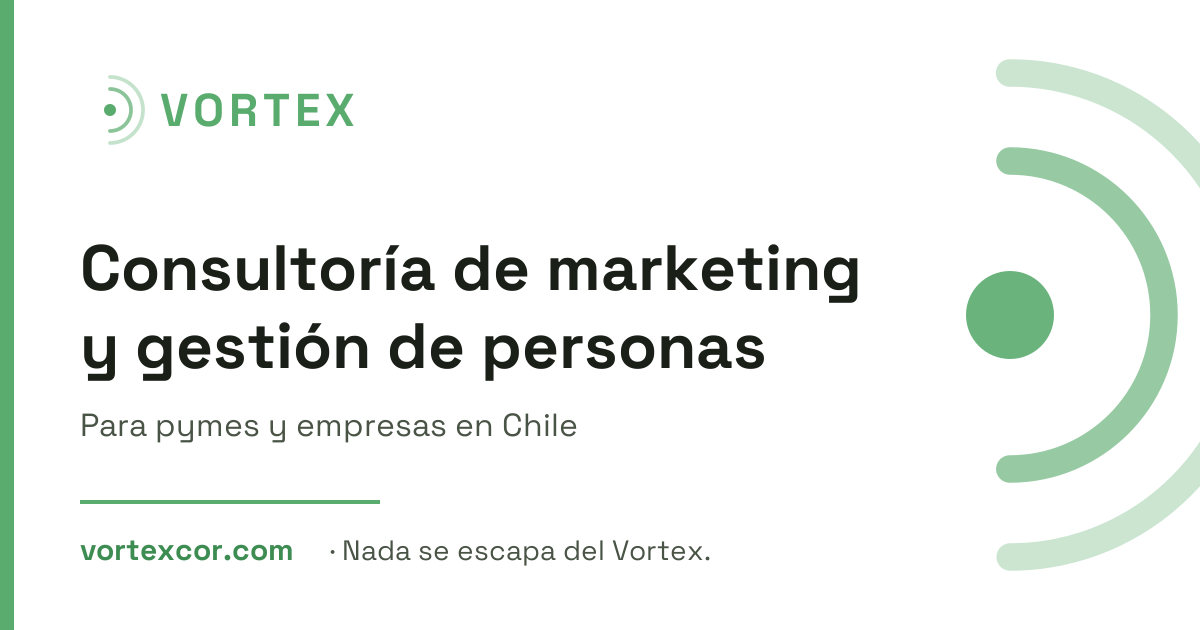 VORTEX
Consultoría de marketing
y gestión de personas
Para pymes y empresas en Chile
vortexcor.com · Nada se escapa del Vortex.